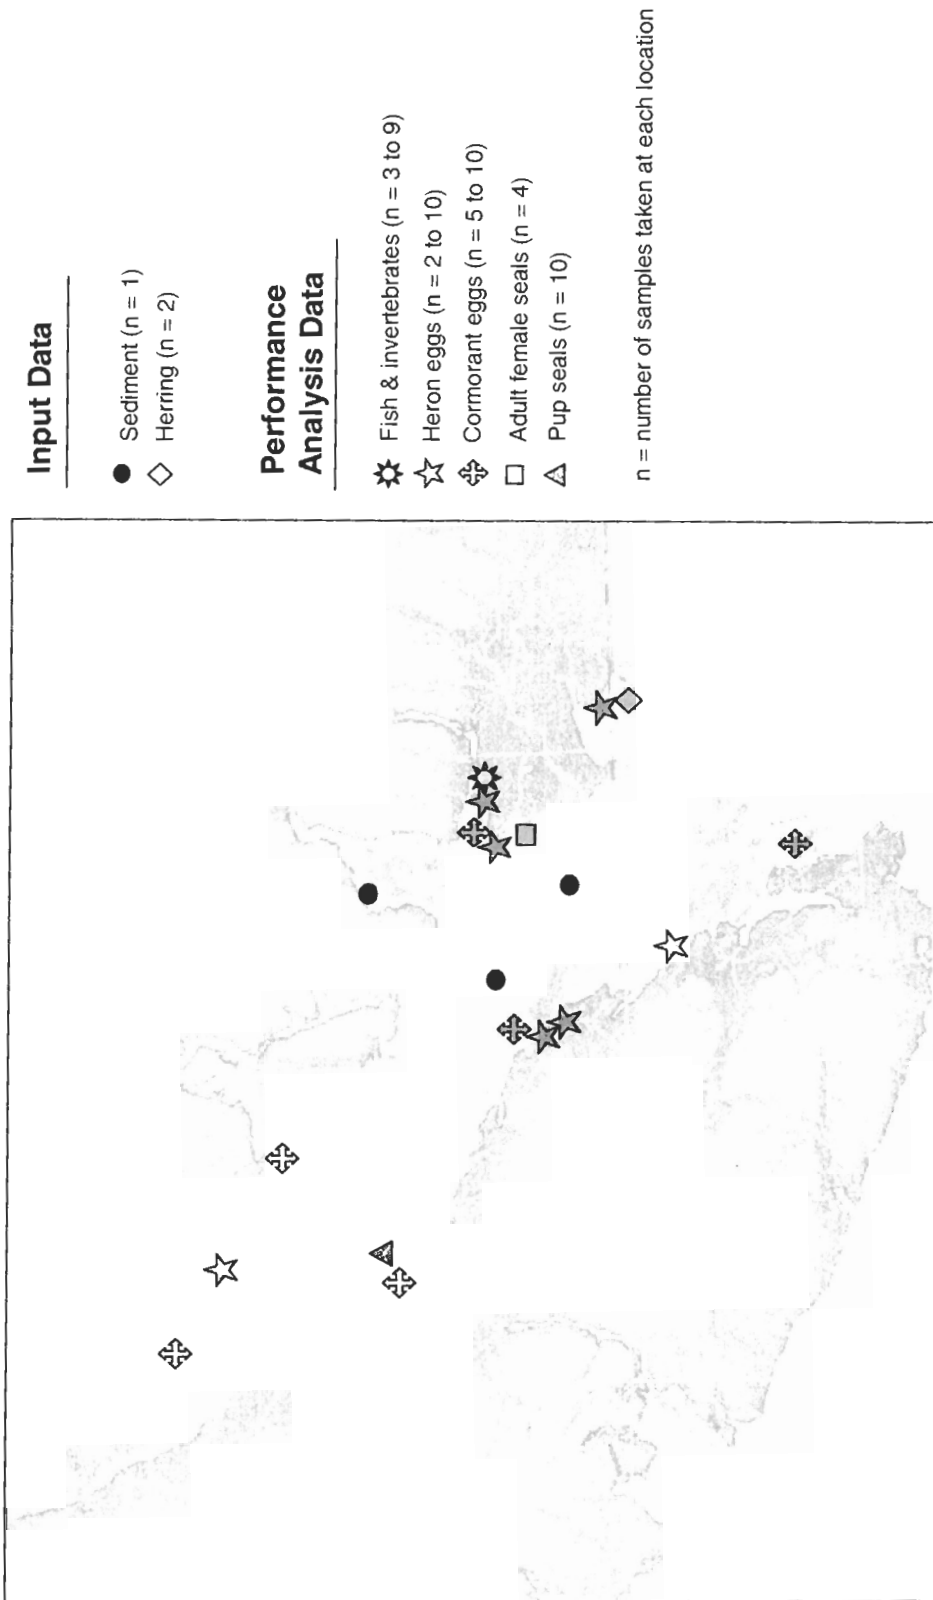 Input Data
Sediment (n = 1)
Herring (n = 2)
Performance
Analysis Data
Fish & invertebrates (n = 3 to 9)
Heron eggs (n = 2 to 10)
Cormorant eggs (n = 5 to 10)
Adult female seals (n = 4)
Pup seals (n = 10)
n = number of samples taken at each location